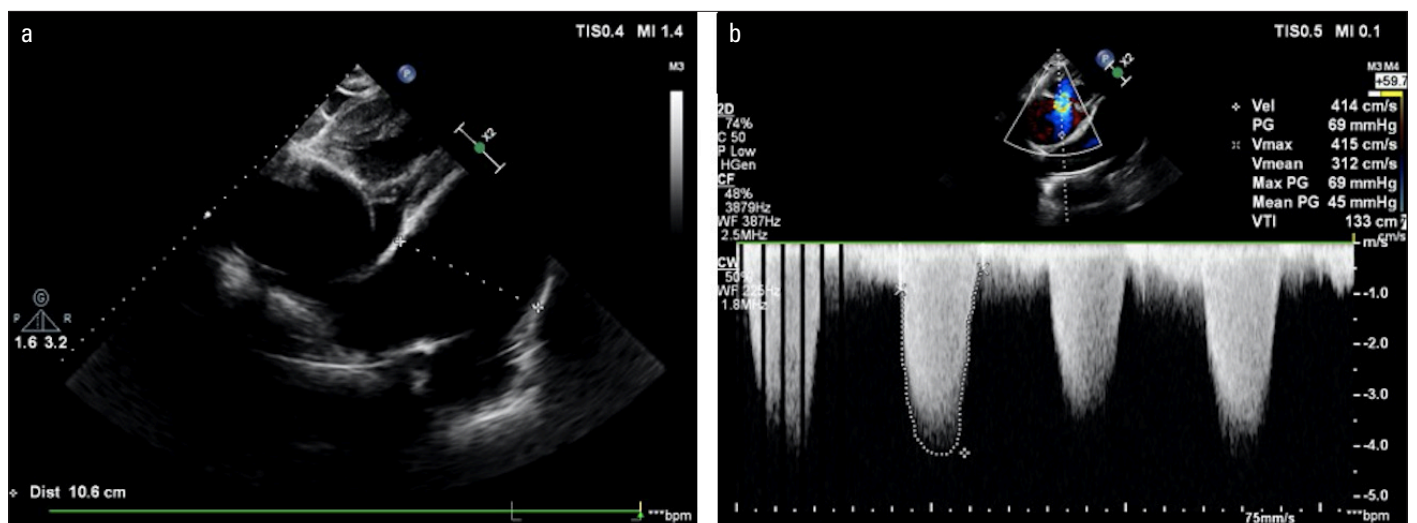 a
TIS0.4 MI 1.4
M3
P
X2
G
P R
1.6 3.2
Dist 10.6 cm
***bpm
b
TIS0.5 MI 0.1
M3 M4
+59.7
P
X2
2D
74%
C 50
P Low
HGen
CF
48%
3879Hz
WF 387Hz
2.5MHz
CW
50%
WF 225Hz
1.8MHz
Vel 414 cm/s
PG 69 mmHg
Vmax 415 cm/s
Vmean 312 cm/s
Max PG 69 mmHg
Mean PG 45 mmHg
VTI 133 cm
cm/s
m/s
-1.0
-2.0
-3.0
-4.0
-5.0
75mm/s
***bpm